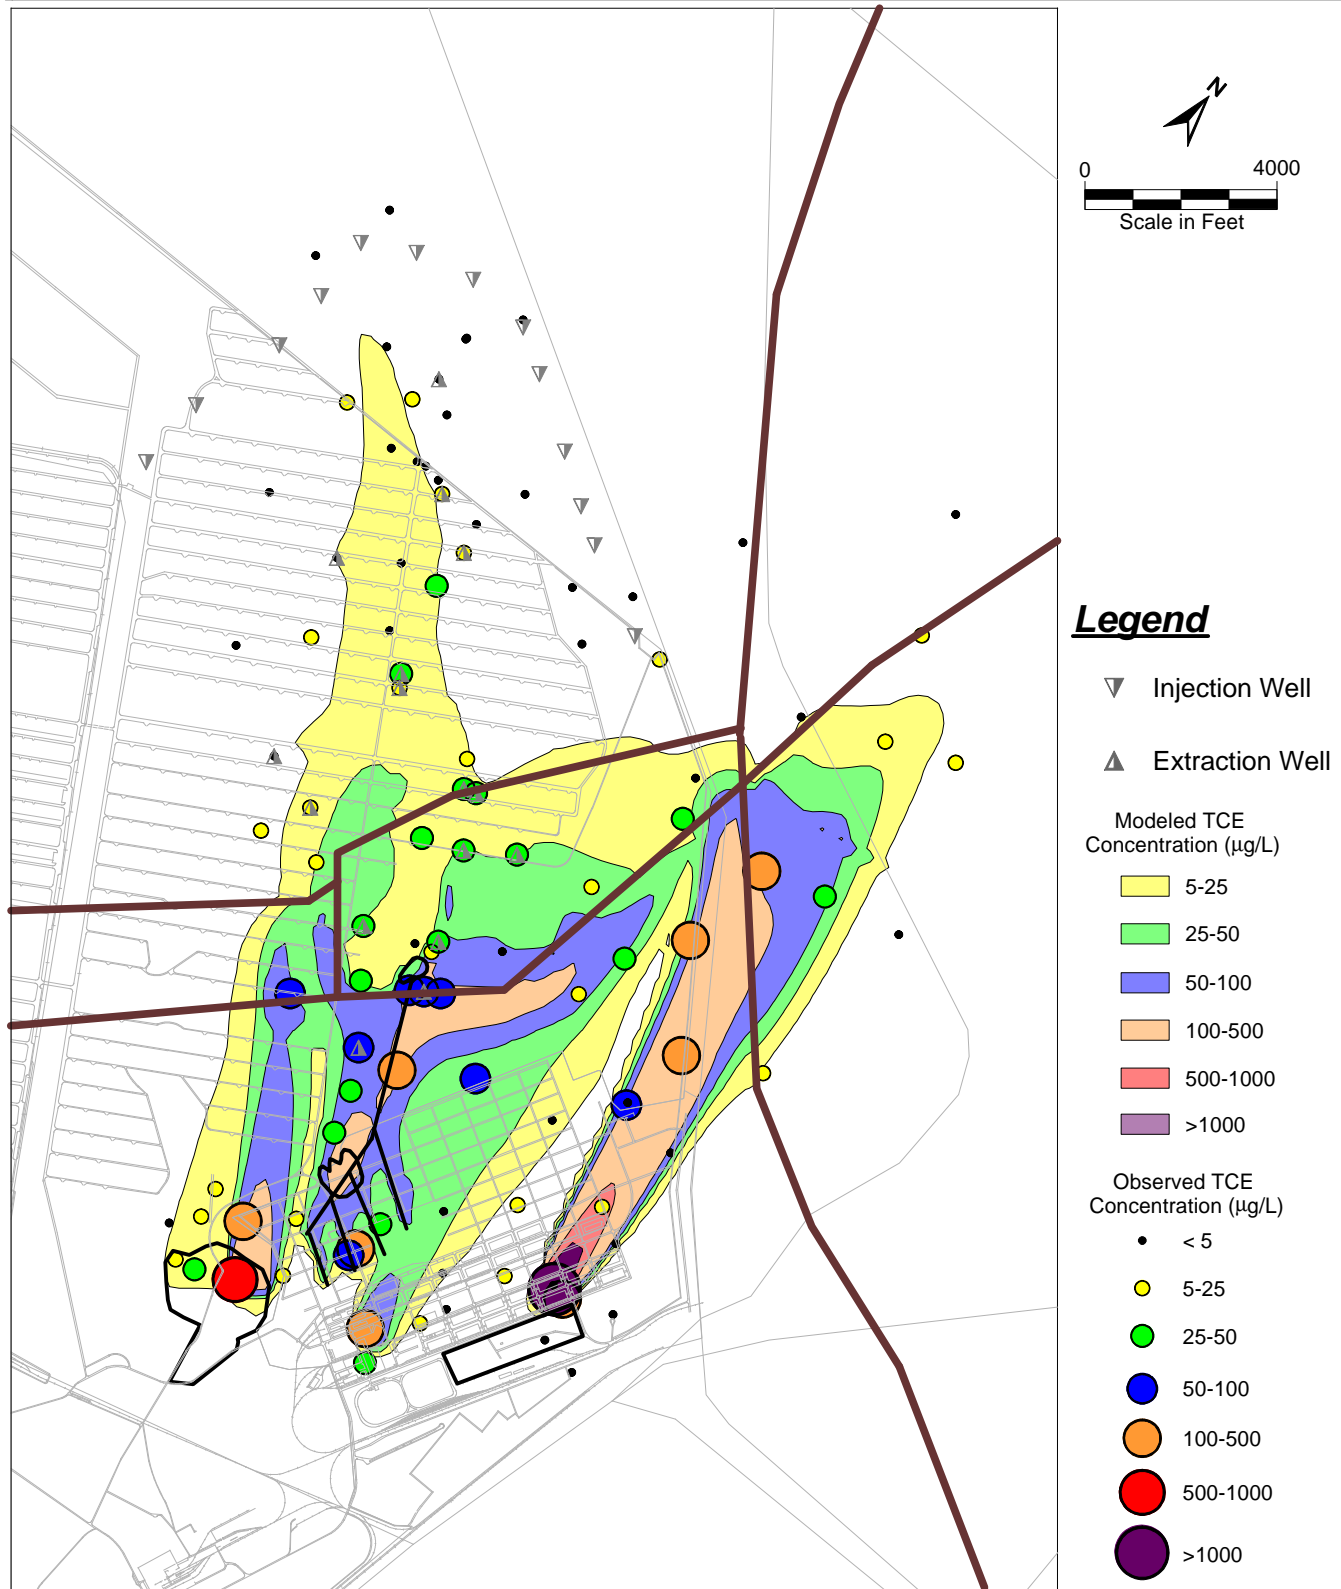 N
0 4000
Scale in Feet
Legend
Injection Well
Extraction Well
Modeled TCE
Concentration (µg/L)
5-25
25-50
50-100
100-500
500-1000
>1000
Observed TCE
Concentration (µg/L)
< 5
5-25
25-50
50-100
100-500
500-1000
>1000